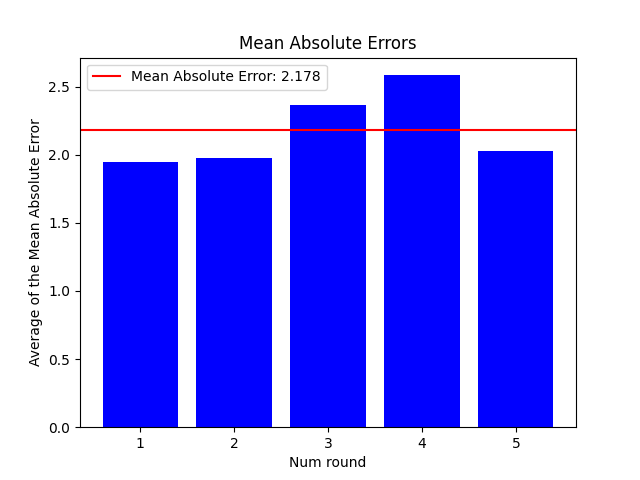 Mean Absolute Errors
Mean Absolute Error: 2.178
Average of the Mean Absolute Error
2.5
2.0
1.5
1.0
0.5
0.0
1 2 3 4 5
Num round